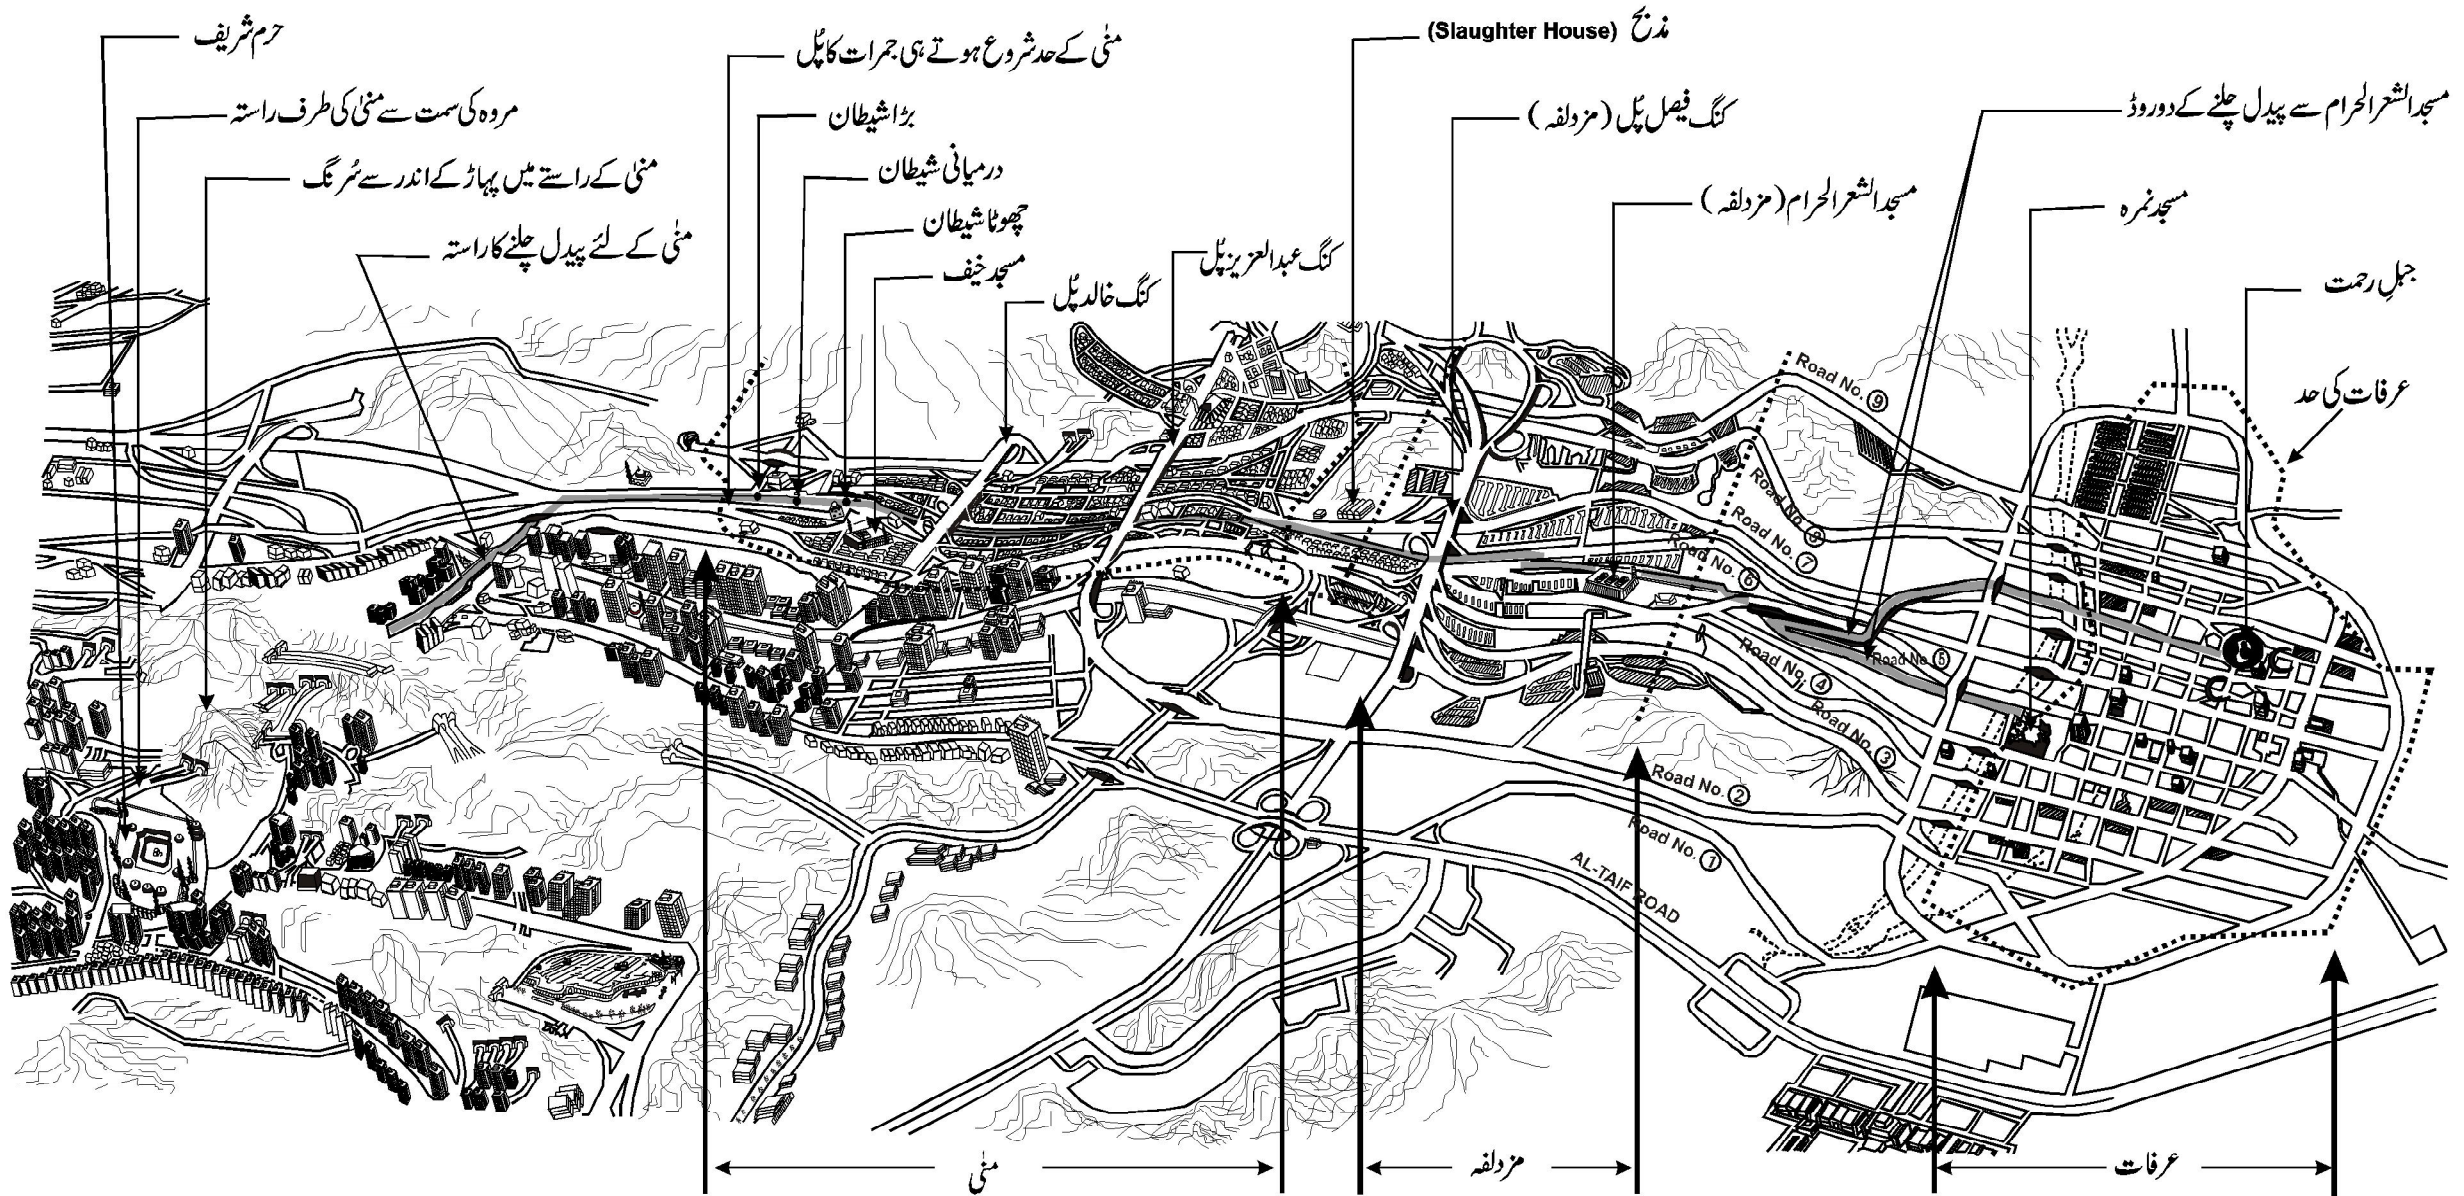 حرم شریف
مروہ کی سمت سے منیٰ کی طرف راستہ
منیٰ کے راستے میں پہاڑ کے اندر سے سُرنگ
منیٰ کے لئے پیدل چلنے کا راستہ
منیٰ کے حد شروع ہوتے ہی جمرات کا پُل
بڑا شیطان
درمیانی شیطان
چھوٹا شیطان
مسجد خیف
کنگ خالد پُل
کنگ عبدالعزیز پُل
مذبح (Slaughter House)
کنگ فیصل پُل (مزدلفہ)
مسجد الشعر الحرام (مزدلفہ)
مسجد الشعر الحرام سے پیدل چلنے کے دو روڈ
مسجد نمرہ
جبلِ رحمت
عرفات کی حد
Road No. 9
Road No. 8
Road No. 7
Road No. 6
Road No 5
Road No. 4
Road No. 3
Road No. 2
Road No. 1
AL-TAIF ROAD
منیٰ
مزدلفہ
عرفات